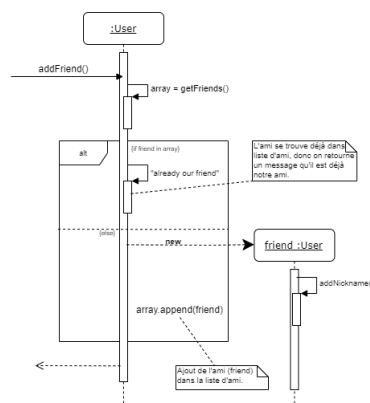 :User
addFriend()
array = getFriends()
alt
(if friend in array)
L'ami se trouve déjà dans
liste d'ami, donc on retourne
un message qu'il est déjà
notre ami.
"already our friend"
(else)
new
friend :User
addNickname
array.append(friend)
Ajout de l'ami (friend)
dans la liste d'ami.